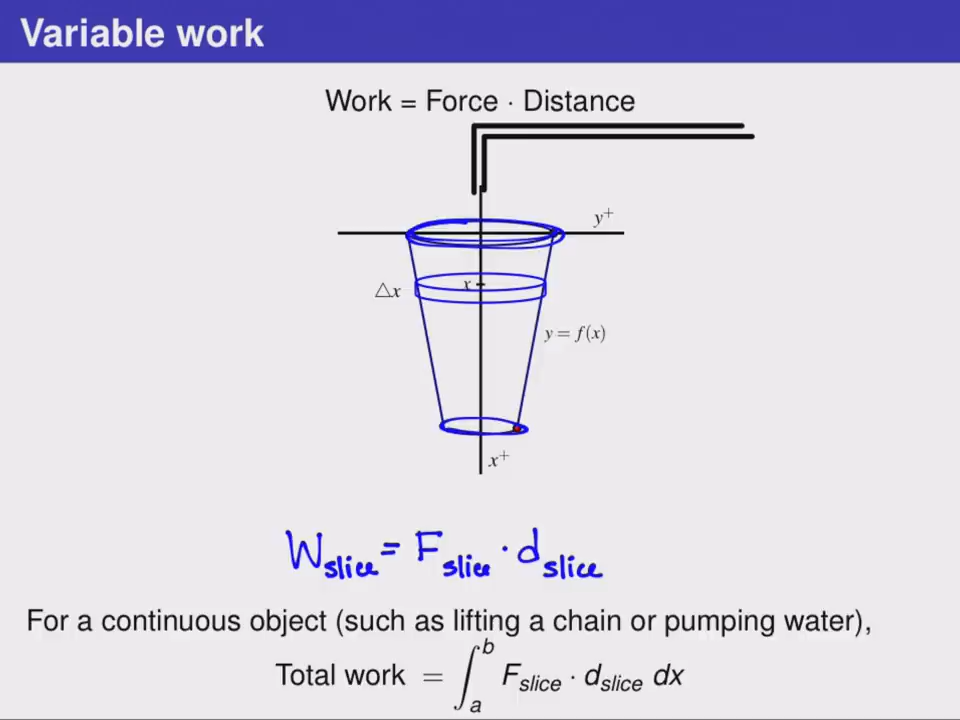 Variable work
Work = Force · Distance
y⁺
x
△x
y = f(x)
x⁺
W_slice = F_slice · d_slice
For a continuous object (such as lifting a chain or pumping water),
Total work = ∫_a^b F_slice · d_slice dx